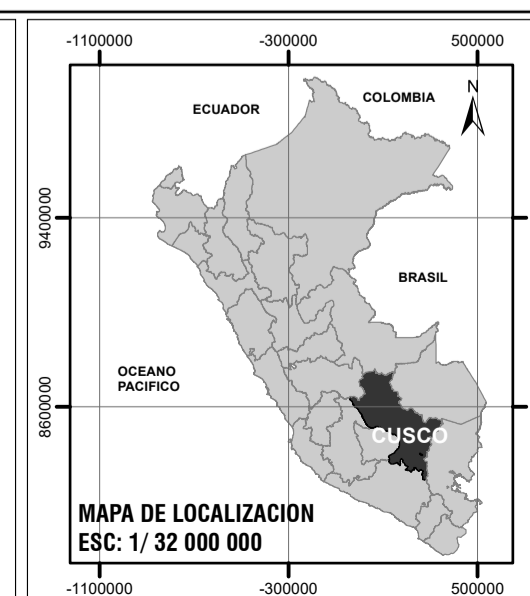 -1100000 -300000 500000
N
COLOMBIA
ECUADOR
9400000
BRASIL
OCEANO
PACIFICO
8600000
CUSCO
MAPA DE LOCALIZACION
ESC: 1/ 32 000 000
-1100000 -300000 500000